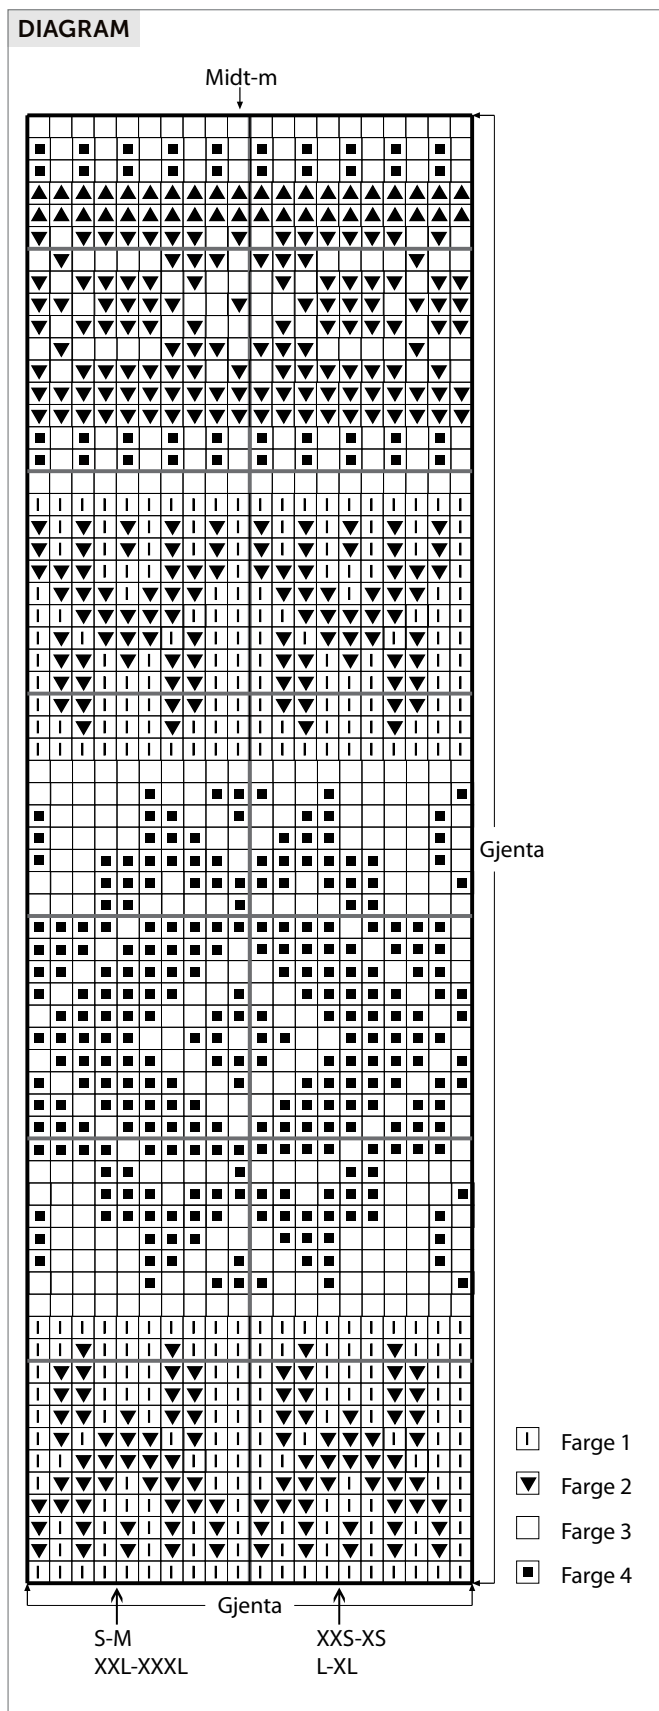 DIAGRAM
Midt-m
Gjenta
Farge 1
Farge 2
Farge 3
Farge 4
Gjenta
S-M
XXL-XXXL
XXS-XS
L-XL